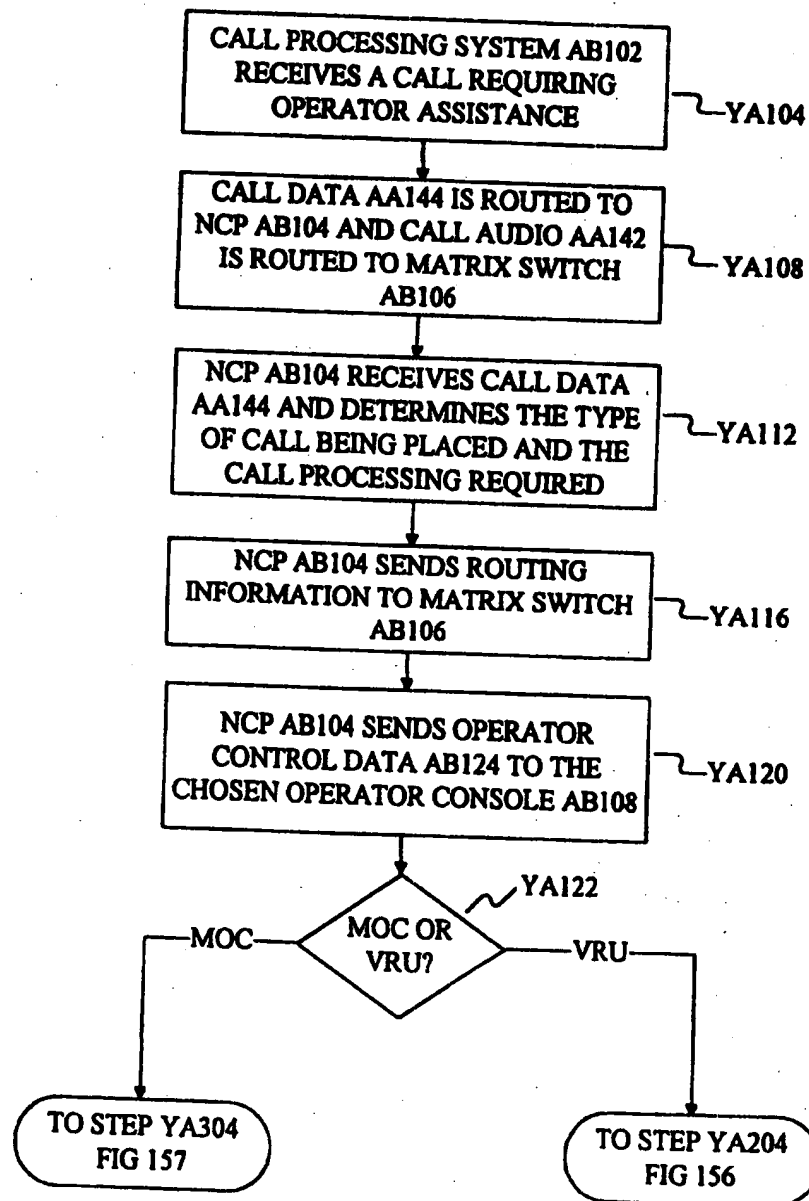 CALL PROCESSING SYSTEM AB102
RECEIVES A CALL REQUIRING
OPERATOR ASSISTANCE
YA104
CALL DATA AA144 IS ROUTED TO
NCP AB104 AND CALL AUDIO AA142
IS ROUTED TO MATRIX SWITCH
AB106
YA108
NCP AB104 RECEIVES CALL DATA
AA144 AND DETERMINES THE TYPE
OF CALL BEING PLACED AND THE
CALL PROCESSING REQUIRED
YA112
NCP AB104 SENDS ROUTING
INFORMATION TO MATRIX SWITCH
AB106
YA116
NCP AB104 SENDS OPERATOR
CONTROL DATA AB124 TO THE
CHOSEN OPERATOR CONSOLE AB108
YA120
YA122
MOC OR
VRU?
MOC
VRU
TO STEP YA304
FIG 157
TO STEP YA204
FIG 156